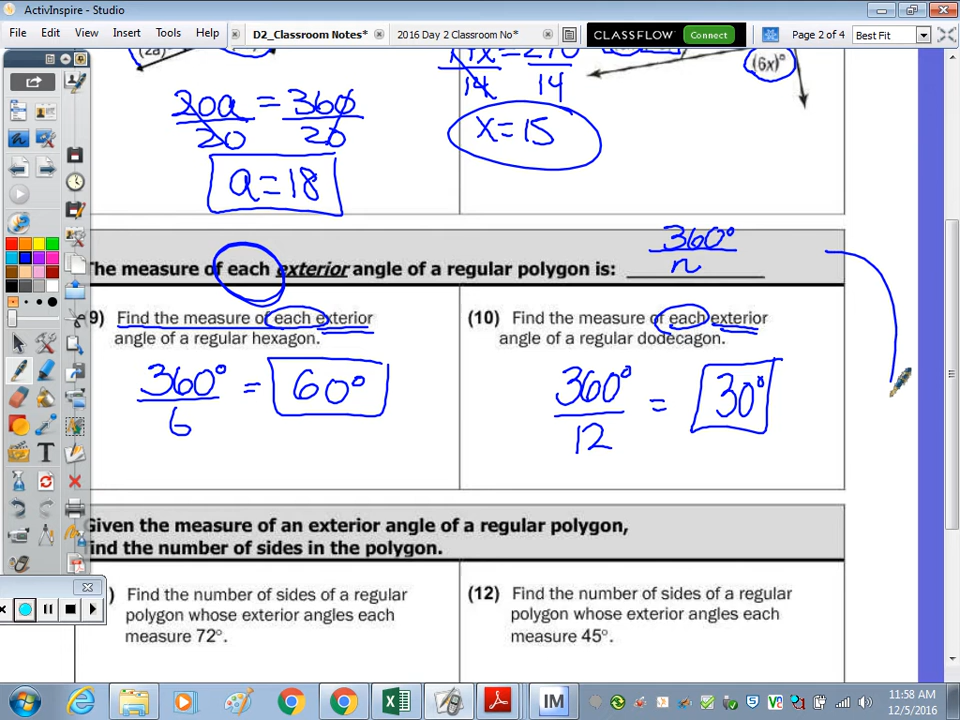 ActivInspire - Studio
File Edit View Insert Tools Help
D2_Classroom Notes*
2016 Day 2 Classroom No*
CLASSFLOW Connect
Page 2 of 4
Best Fit
(2a)
(6x)°
14 14
x = 15
20a = 360
20 20
a = 18
The measure of each exterior angle of a regular polygon is:
360°
n
9) Find the measure of each exterior
angle of a regular hexagon.
360° = 60°
6
(10) Find the measure of each exterior
angle of a regular dodecagon.
360° = 30°
12
Given the measure of an exterior angle of a regular polygon,
find the number of sides in the polygon.
) Find the number of sides of a regular
polygon whose exterior angles each
measure 72°.
(12) Find the number of sides of a regular
polygon whose exterior angles each
measure 45°.
IM
11:58 AM
12/5/2016